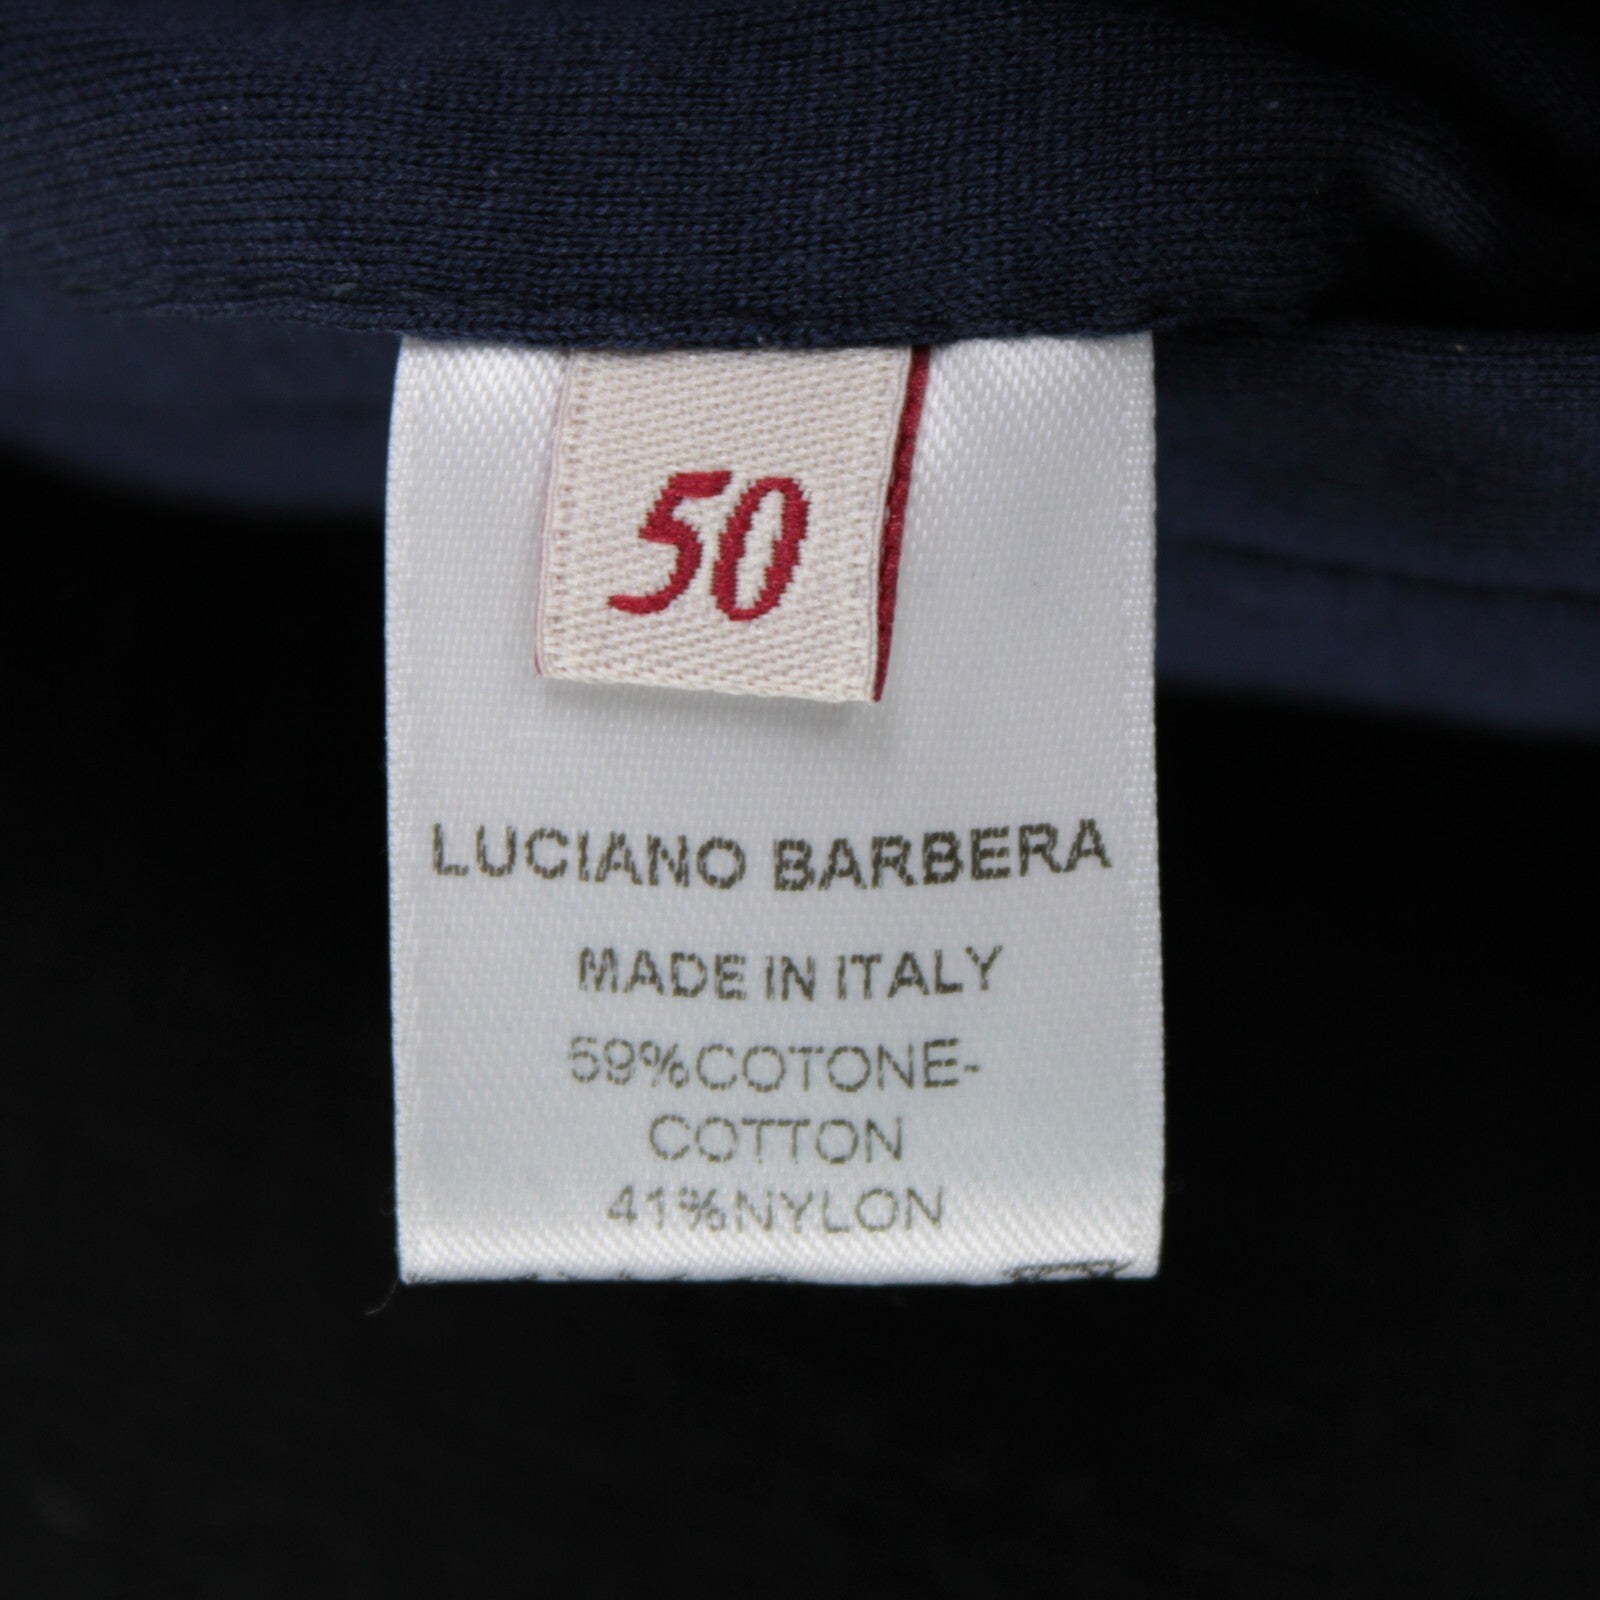 50
LUCIANO BARBERA
MADE IN ITALY
59%COTONE-
COTTON
41%NYLON